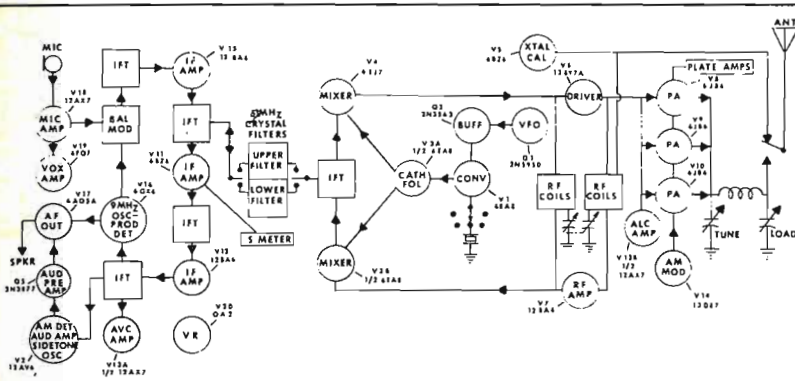 MIC
V18
12AX7
MIC
AMP
VOX
AMP
V19
6FQ7
V17
6AQ5A
AF
OUT
SPKR
AUD
PRE
AMP
Q5
AM DET
AUD AMP
SIDETONE
OSC
V2
12AV6
IFT
BAL
MOD
V16
6GX6
9MHZ
OSC-
PROD
DET
IFT
AVC
AMP
V13A
1/2 12AX7
V15
12BA6
IF
AMP
IFT
V11
6BZ6
IF
AMP
IFT
V12
12BA6
IF
AMP
S METER
V20
OA2
VR
CRYSTAL
FILTERS
UPPER
FILTER
LOWER
FILTER
IFT
V4
6EJ7
MIXER
MIXER
V3B
1/2 6EA8
V3A
1/2 6EA8
CATH
FOL
Q2
2N3563
BUFF
VFO
Q1
CONV
V1
6EA8
V5
6BZ6
XTAL
CAL
V6
12BY7A
DRIVER
RF
COILS
RF
COILS
V7
12BA6
RF
AMP
PLATE AMPS
V8
6JB6
PA
V9
6JB6
PA
V10
6JB6
PA
ALC
AMP
V13B
1/2
12AX7
AM
MOD
V14
TUNE
LOAD
ANT